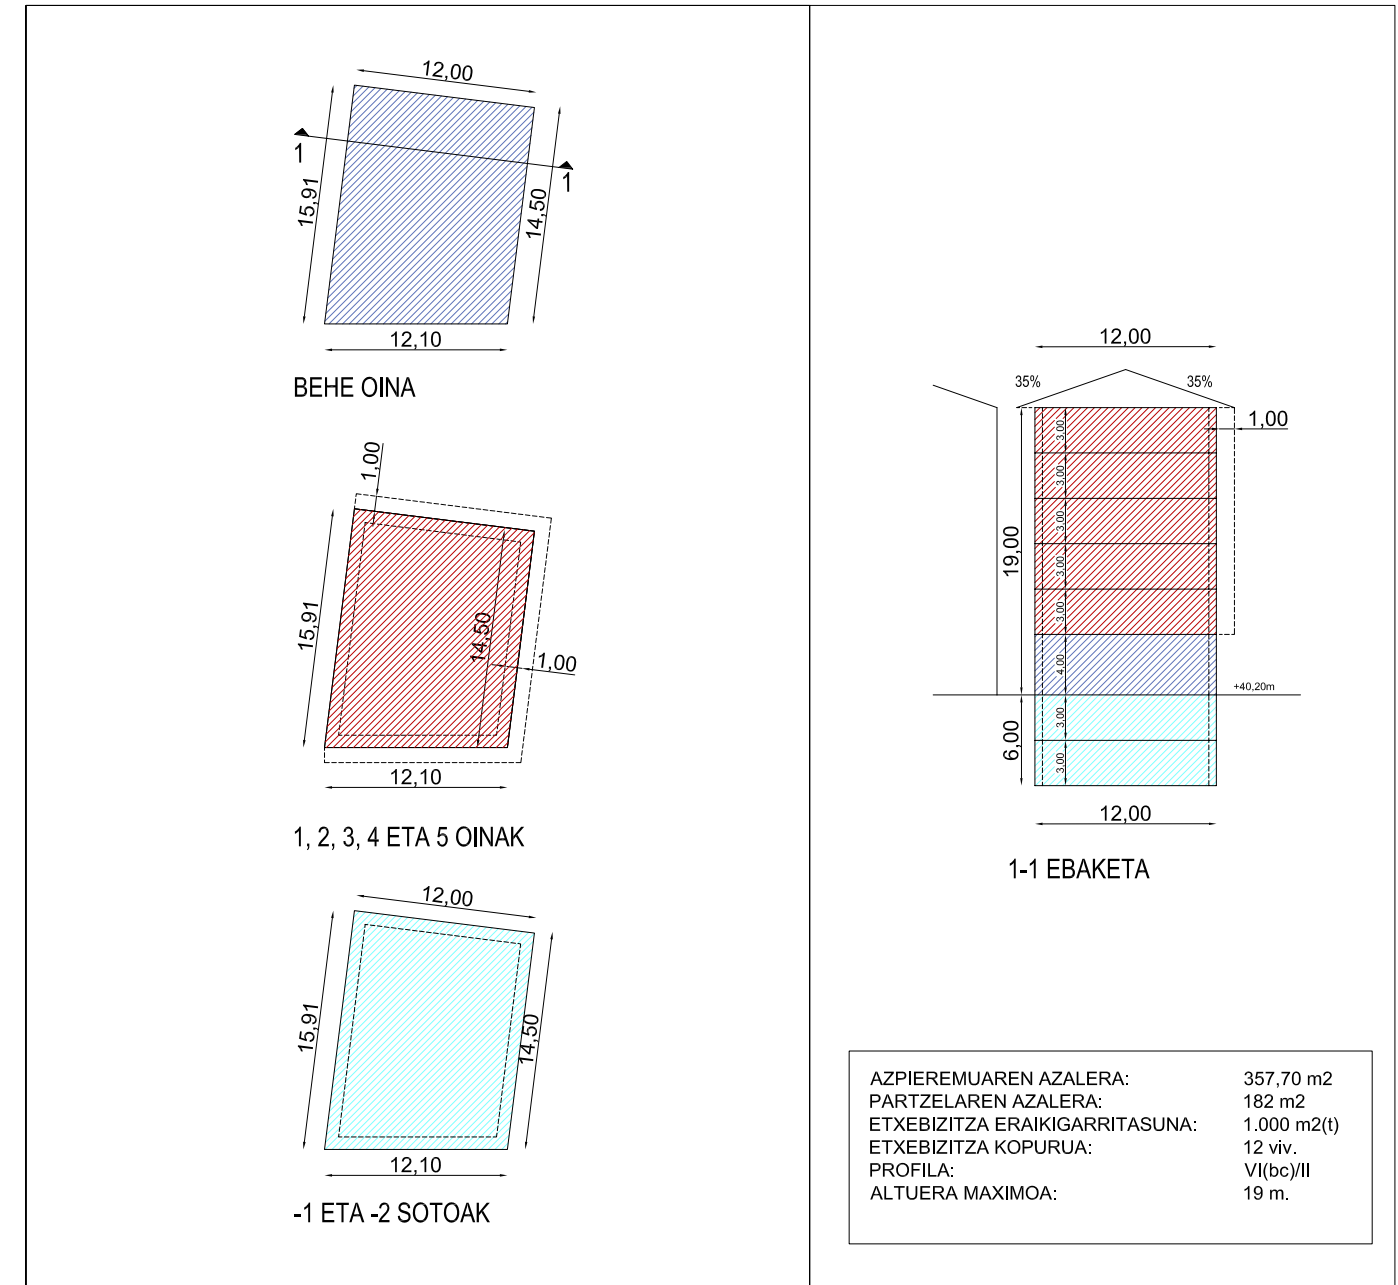 12,00
1
1
15,91
14,50
12,10
BEHE OINA
1,00
15,91
14,50
1,00
12,10
1, 2, 3, 4 ETA 5 OINAK
12,00
15,91
14,50
12,10
-1 ETA -2 SOTOAK
12,00
35%
35%
1,00
3,00
3,00
3,00
19,00
3,00
3,00
4,00
+40,20m
3,00
6,00
3,00
12,00
1-1 EBAKETA
AZPIEREMUAREN AZALERA: 357,70 m2
PARTZELAREN AZALERA: 182 m2
ETXEBIZITZA ERAIKIGARRITASUNA: 1.000 m2(t)
ETXEBIZITZA KOPURUA: 12 viv.
PROFILA: VI(bc)/II
ALTUERA MAXIMOA: 19 m.